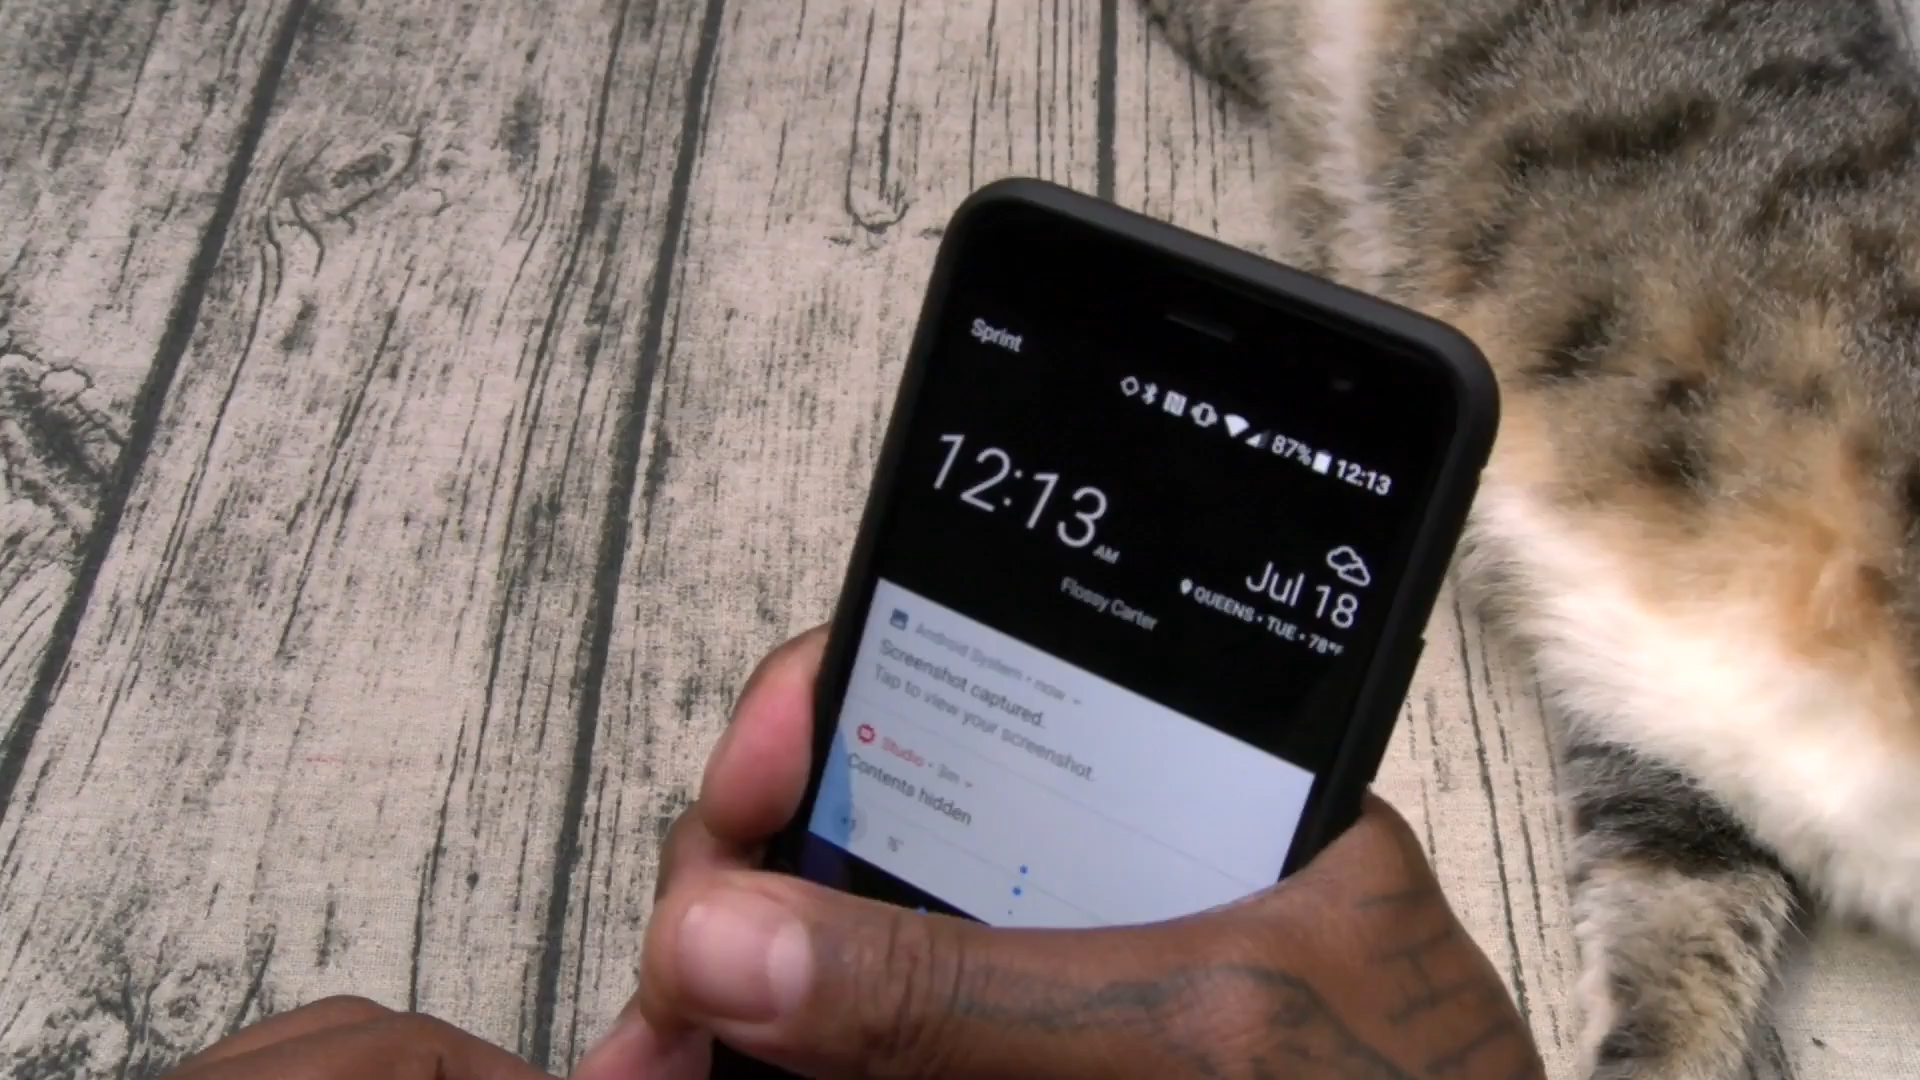 Sprint
87% 12:13
12:13 AM
Jul 18
QUEENS • TUE • 78°F
Flossy Carter
Android System • now
Screenshot captured.
Tap to view your screenshot.
Studio • 3m
Contents hidden